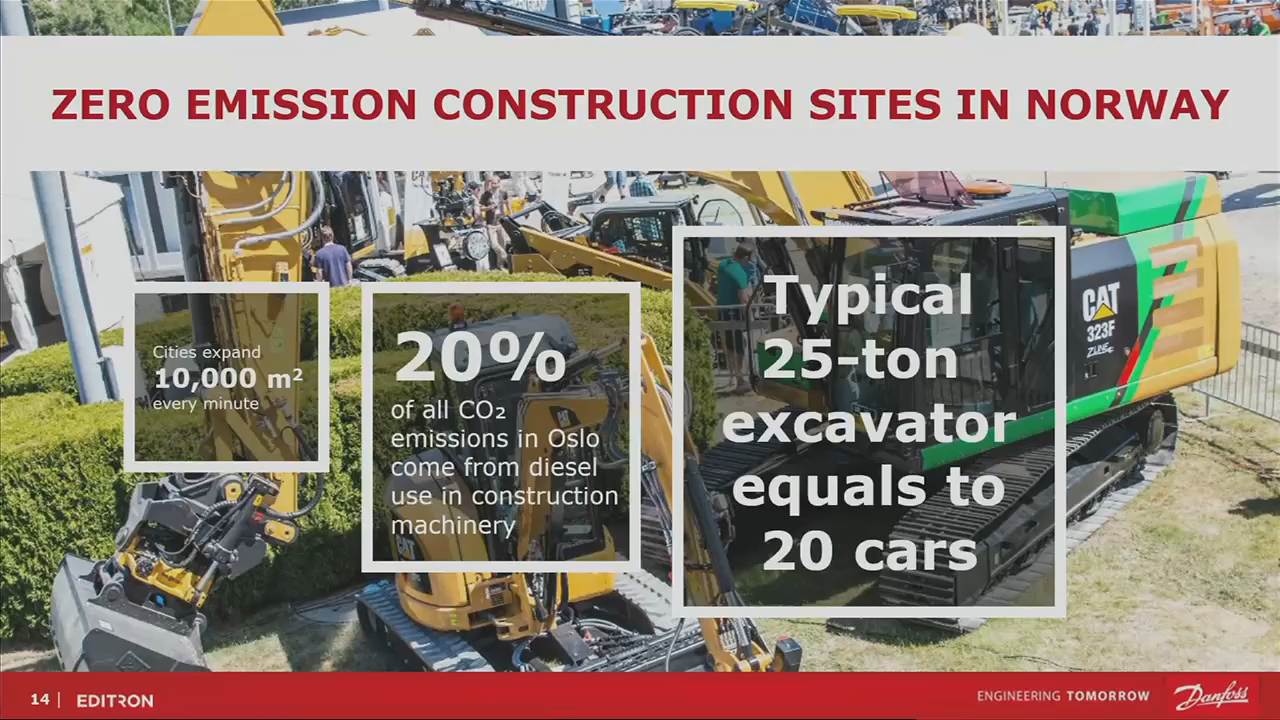 ZERO EMISSION CONSTRUCTION SITES IN NORWAY
Cities expand
10,000 m²
every minute
20%
of all CO₂
emissions in Oslo
come from diesel
use in construction
machinery
Typical
25-ton
excavator
equals to
20 cars
CAT
323F
Z LINE
CAT
14 | EDITRON
ENGINEERING TOMORROW
Danfoss